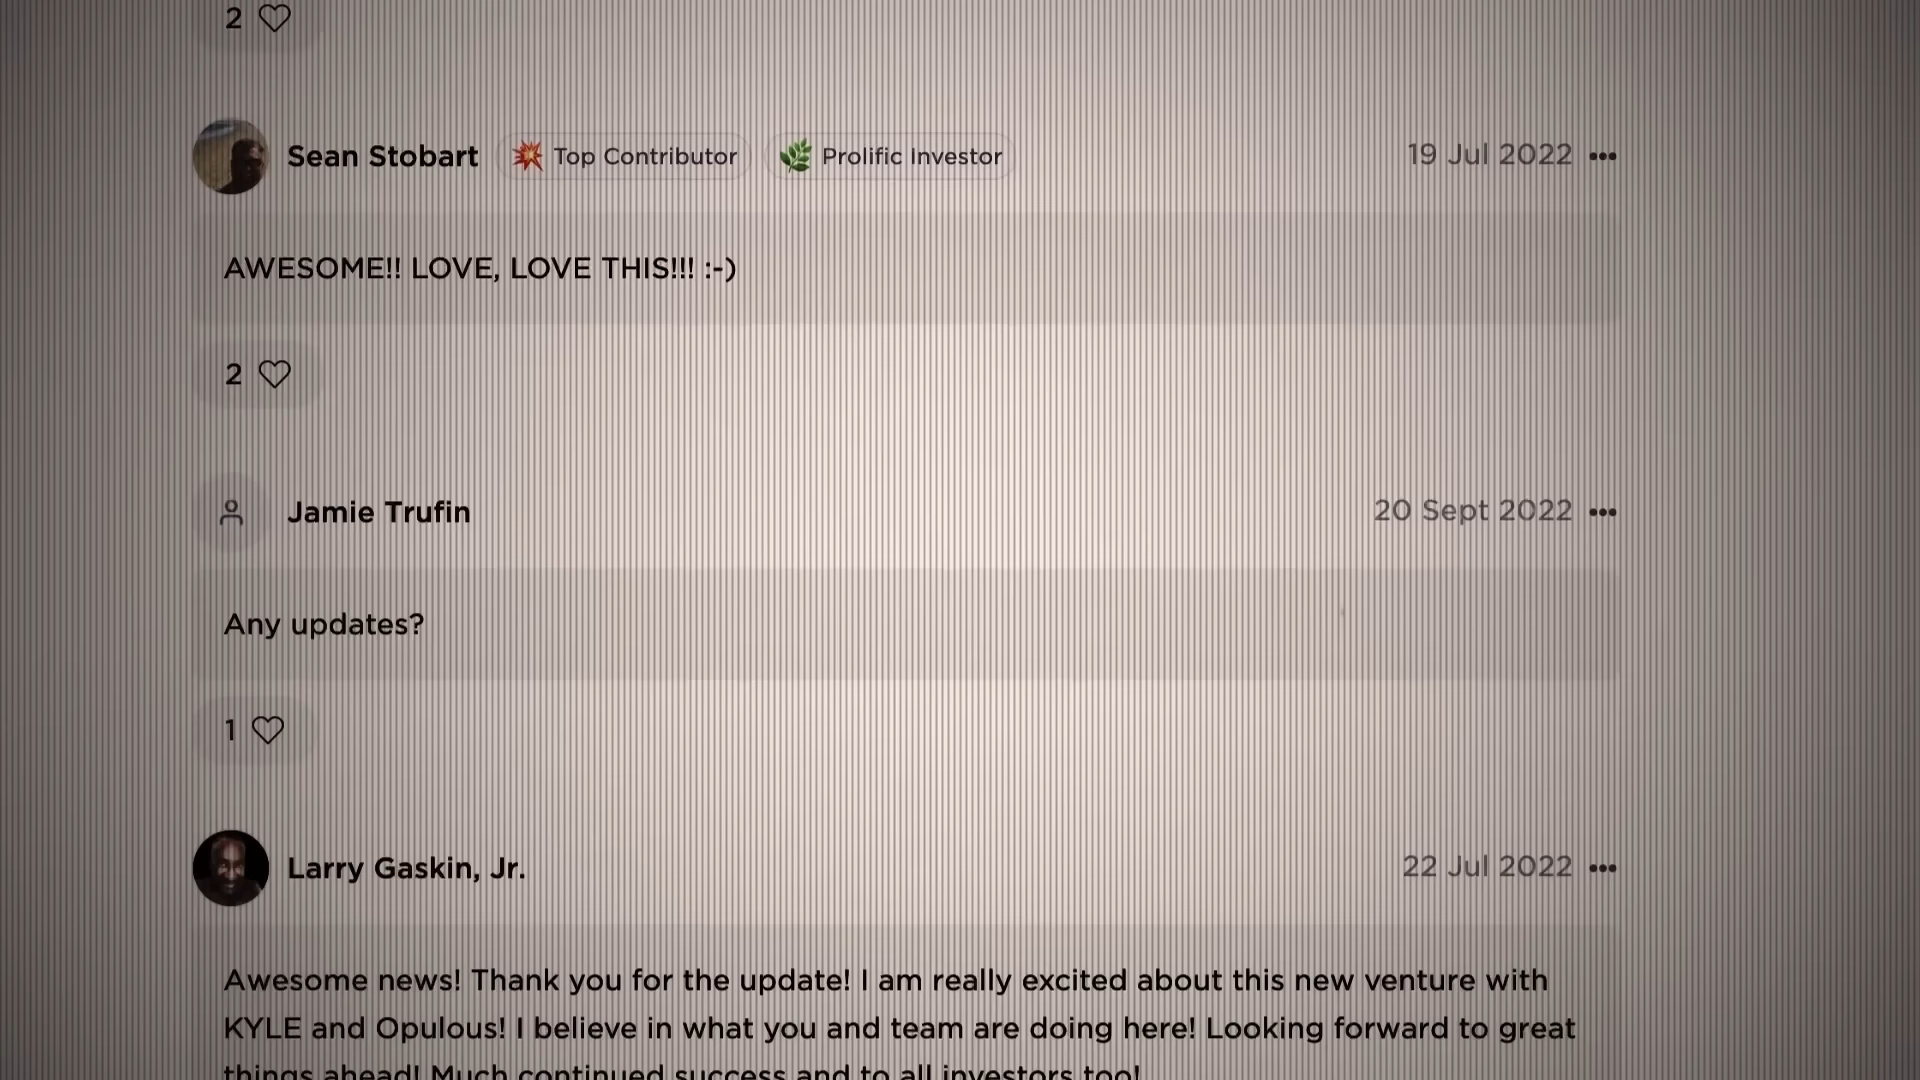 2
Sean Stobart 💥 Top Contributor 🌿 Prolific Investor 19 Jul 2022 •••
AWESOME!! LOVE, LOVE THIS!!! :-)
2
Jamie Trufin 20 Sept 2022 •••
Any updates?
1
Larry Gaskin, Jr. 22 Jul 2022 •••
Awesome news! Thank you for the update! I am really excited about this new venture with
KYLE and Opulous! I believe in what you and team are doing here! Looking forward to great
things ahead! Much continued success and to all investors too!